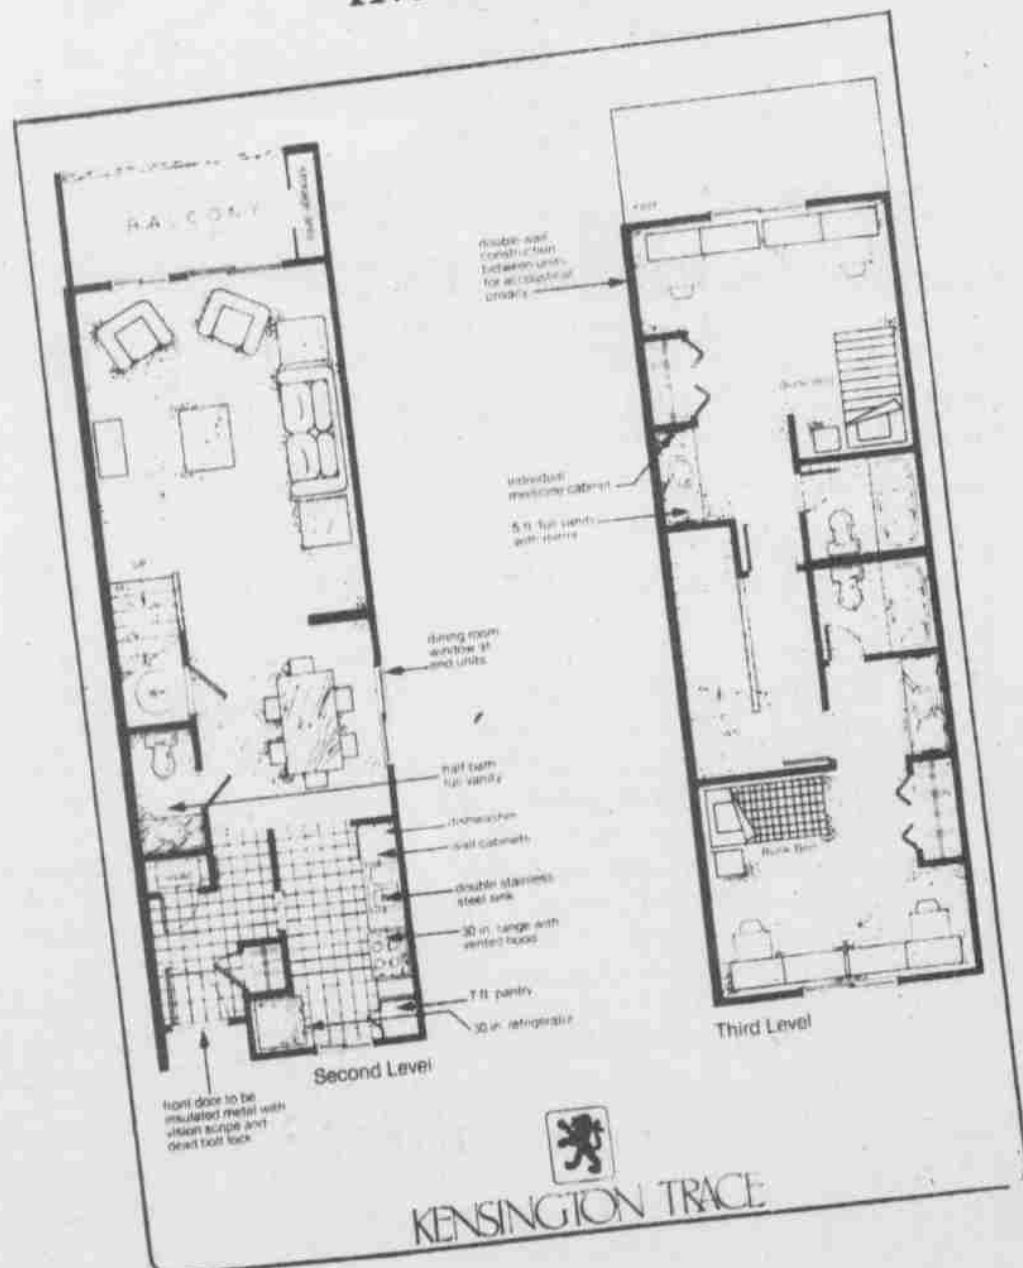 BALCONY
UP
dining room
window at
end units
half bath
full vanity
dishwasher
wall cabinets
double stainless
steel sink
30 in. range with
vented hood
7 ft. pantry
30 in. refrigerator
Second Level
front door to be
insulated metal with
vision scope and
dead bolt lock
double wall
construction
between units
for accoustical
privacy
individual
medicine cabinet
5 ft. full vanity
with mirror
Bunk Bed
Third Level
KENSINGTON TRACE